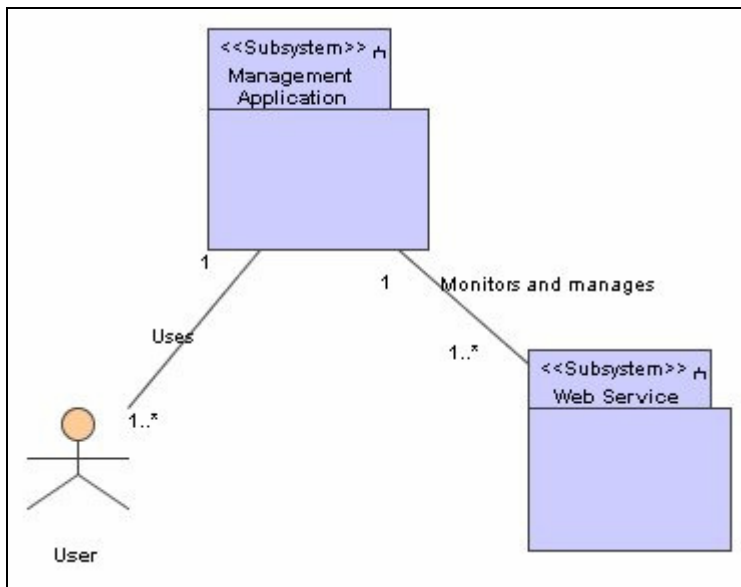 <<Subsystem>>
Management
Application
1
1
Monitors and manages
Uses
1..*
<<Subsystem>>
Web Service
1..*
User